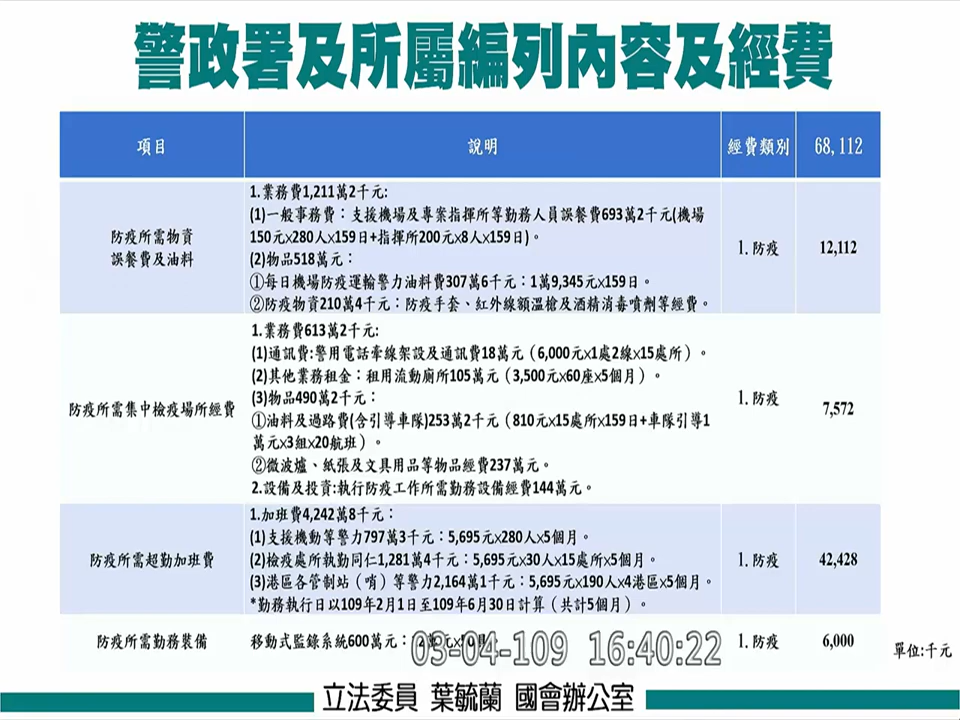 警政署及所屬編列內容及經費
項目 說明 經費類別 68,112
防疫所需物資
誤餐費及油料
1.業務費1,211萬2千元:
(1)一般事務費：支援機場及專案指揮所等勤務人員誤餐費693萬2千元(機場
150元x280人x159日+指揮所200元x8人x159日)。
(2)物品518萬元：
①每日機場防疫運輸警力油料費307萬6千元：1萬9,345元x159日。
②防疫物資210萬4千元：防疫手套、紅外線額溫槍及酒精消毒噴劑等經費。
1.防疫
12,112
防疫所需集中檢疫場所經費
1.業務費613萬2千元:
(1)通訊費:警用電話牽線架設及通訊費18萬元（6,000元x1處2線x15處所）。
(2)其他業務租金：租用流動廁所105萬元（3,500元x60座x5個月）。
(3)物品490萬2千元：
①油料及過路費(含引導車隊)253萬2千元（810元x15處所x159日+車隊引導1
萬元x3組x20航班）。
②微波爐、紙張及文具用品等物品經費237萬元。
2.設備及投資:執行防疫工作所需勤務設備經費144萬元。
1.防疫
7,572
防疫所需超勤加班費
1.加班費4,242萬8千元：
(1)支援機動等警力797萬3千元：5,695元x280人x5個月。
(2)檢疫處所執勤同仁1,281萬4千元：5,695元x30人x15處所x5個月。
(3)港區各管制站（哨）等警力2,164萬1千元：5,695元x190人x4港區x5個月。
*勤務執行日以109年2月1日至109年6月30日計算（共計5個月）。
1.防疫
42,428
防疫所需勤務裝備
移動式監錄系統600萬元：
1.防疫
6,000
03-04-109 16:40:22
單位:千元
立法委員 葉毓蘭 國會辦公室